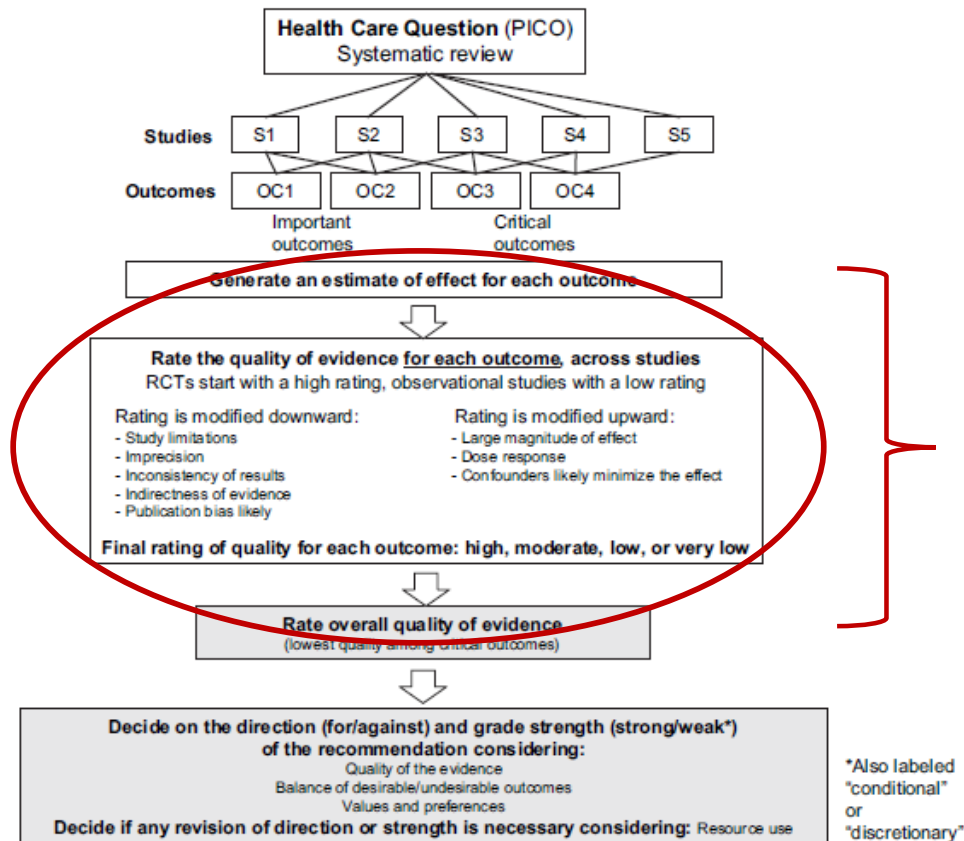 Health Care Question (PICO)
Systematic review
Studies
S1
S2
S3
S4
S5
Outcomes
OC1
OC2
OC3
OC4
Important
outcomes
Critical
outcomes
Generate an estimate of effect for each outcome
Rate the quality of evidence for each outcome, across studies
RCTs start with a high rating, observational studies with a low rating
Rating is modified downward:
- Study limitations
- Imprecision
- Inconsistency of results
- Indirectness of evidence
- Publication bias likely
Rating is modified upward:
- Large magnitude of effect
- Dose response
- Confounders likely minimize the effect
Final rating of quality for each outcome: high, moderate, low, or very low
Rate overall quality of evidence
(lowest quality among critical outcomes)
Decide on the direction (for/against) and grade strength (strong/weak*)
of the recommendation considering:
Quality of the evidence
Balance of desirable/undesirable outcomes
Values and preferences
Decide if any revision of direction or strength is necessary considering: Resource use
*Also labeled
"conditional"
or
"discretionary"